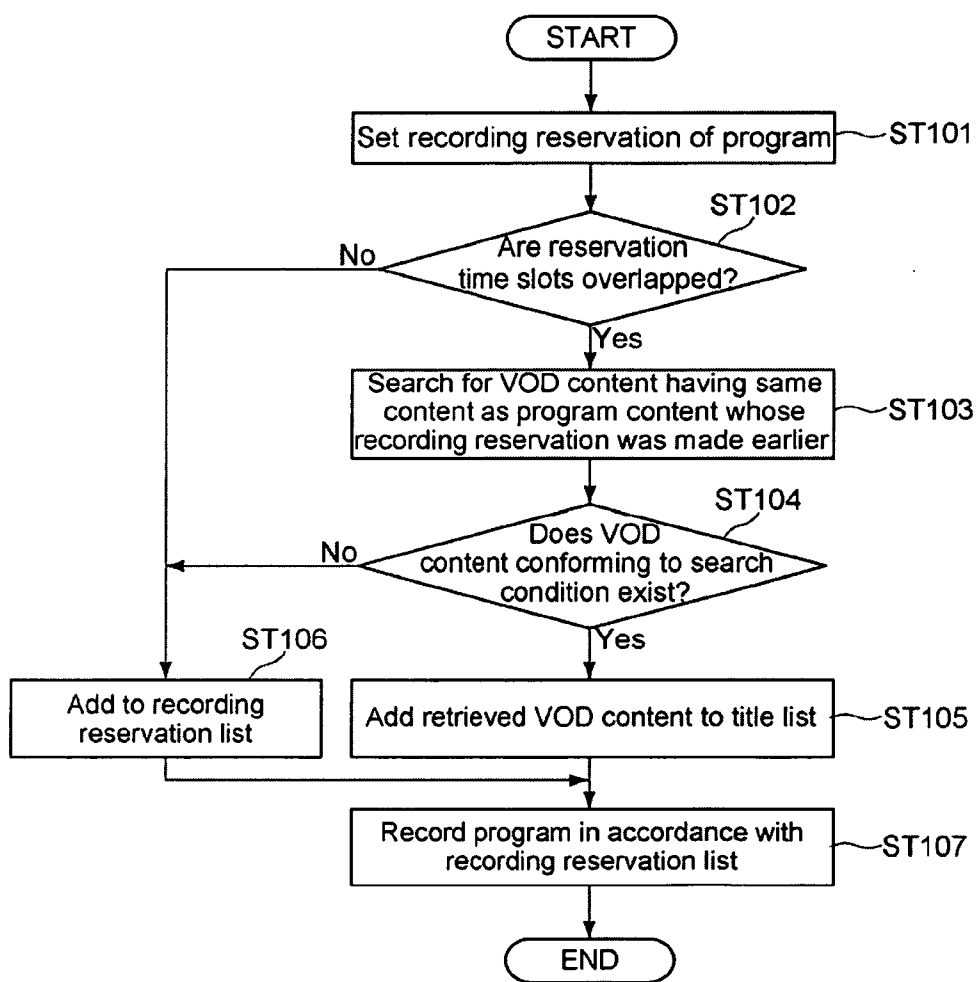 START
Set recording reservation of program
ST101
ST102
No
Are reservation
time slots overlapped?
Yes
Search for VOD content having same
content as program content whose
recording reservation was made earlier
ST103
ST104
No
Does VOD
content conforming to search
condition exist?
Yes
ST106
Add to recording
reservation list
Add retrieved VOD content to title list
ST105
Record program in accordance with
recording reservation list
ST107
END